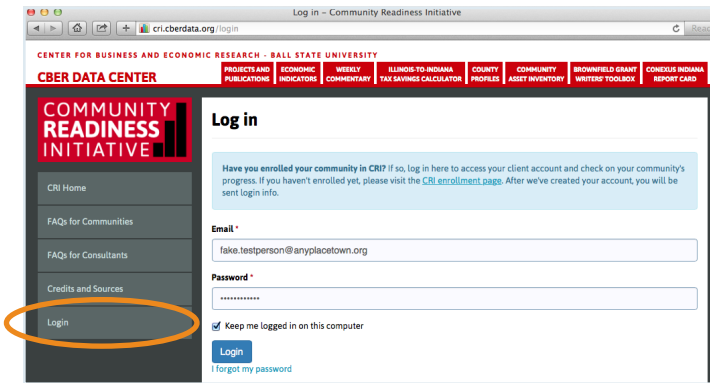 Log in – Community Readiness Initiative
cri.cberdata.org/login
Reac
CENTER FOR BUSINESS AND ECONOMIC RESEARCH - BALL STATE UNIVERSITY
CBER DATA CENTER
PROJECTS AND PUBLICATIONS
ECONOMIC INDICATORS
WEEKLY COMMENTARY
ILLINOIS-TO-INDIANA TAX SAVINGS CALCULATOR
COUNTY PROFILES
COMMUNITY ASSET INVENTORY
BROWNFIELD GRANT WRITERS' TOOLBOX
CONEXUS INDIANA REPORT CARD
COMMUNITY
READINESS
INITIATIVE
CRI Home
FAQs for Communities
FAQs for Consultants
Credits and Sources
Login
Log in
Have you enrolled your community in CRI? If so, log in here to access your client account and check on your community's
progress. If you haven't enrolled yet, please visit the CRI enrollment page. After we've created your account, you will be
sent login info.
Email *
fake.testperson@anyplacetown.org
Password *
••••••••••••
Keep me logged in on this computer
Login
I forgot my password